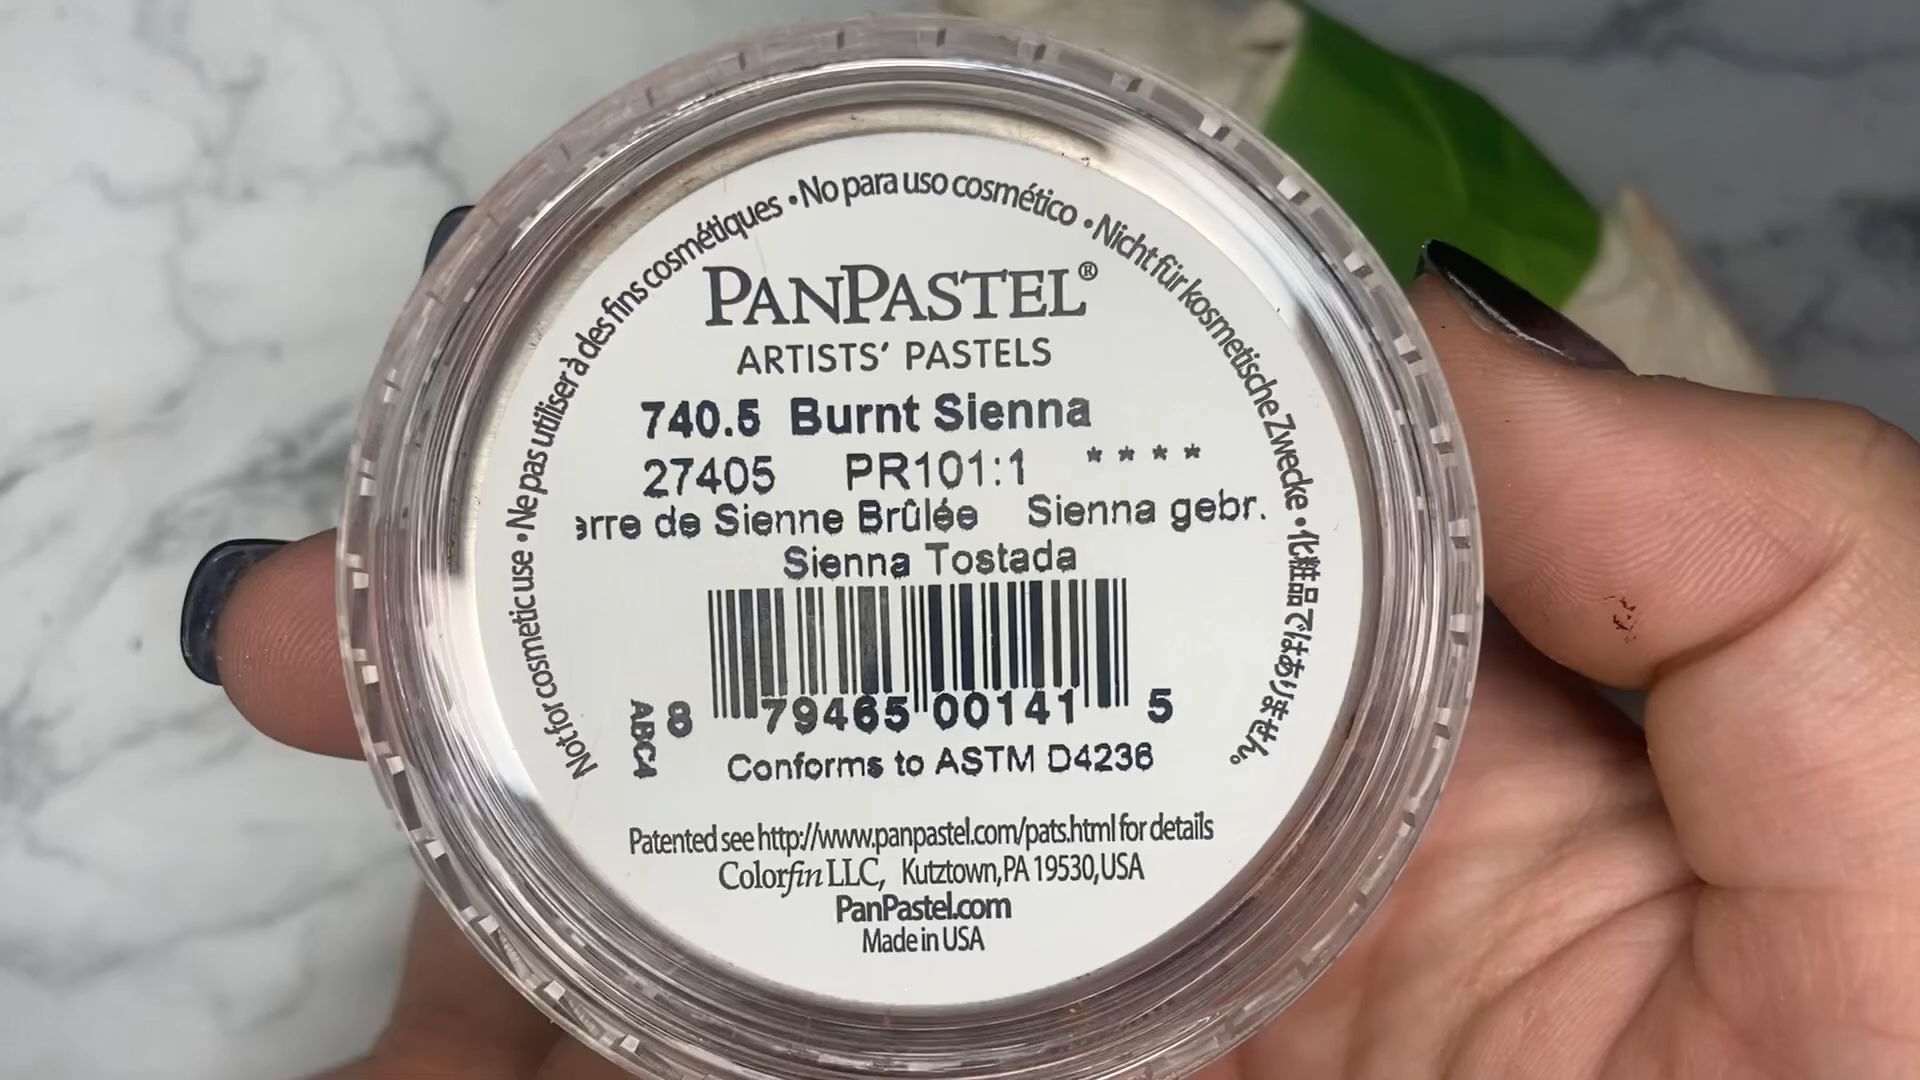 Not for cosmetic use • Ne pas utiliser à des fins cosmétiques • No para uso cosmético • Nicht für kosmetische Zwecke • 化粧品ではありません。
PANPASTEL®
ARTISTS' PASTELS
740.5 Burnt Sienna
27405 PR101:1 ****
erre de Sienne Brûlée Sienna gebr.
Sienna Tostada
8 79465 00141 5
ABC4
Conforms to ASTM D4236
Patented see http://www.panpastel.com/pats.html for details
Colorfin LLC, Kutztown, PA 19530, USA
PanPastel.com
Made in USA